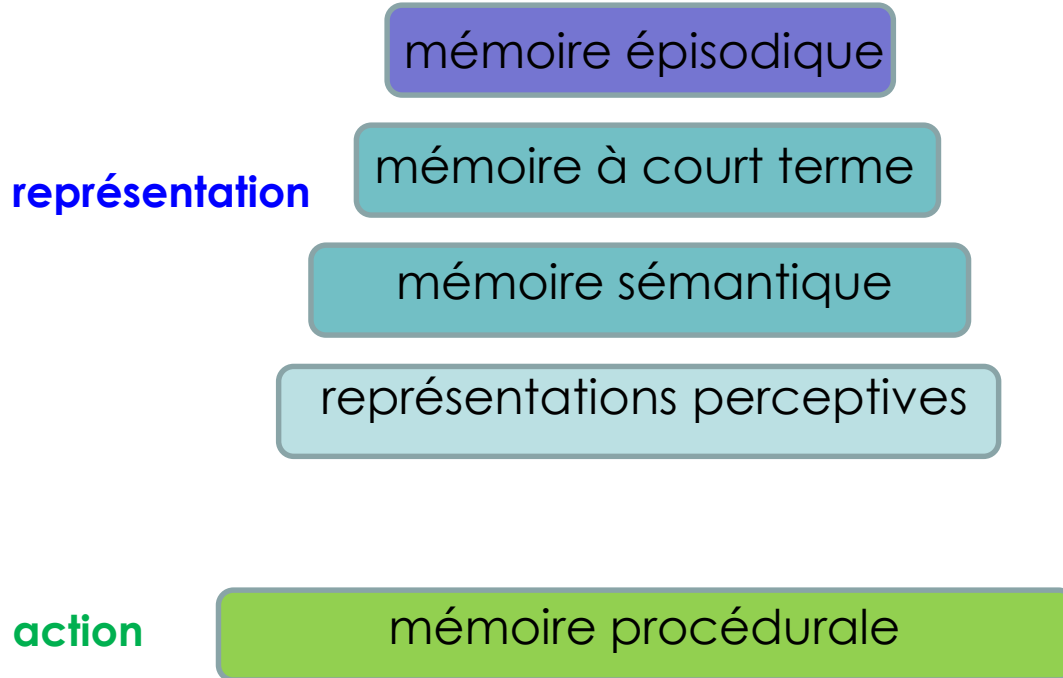 mémoire épisodique
mémoire à court terme
représentation
mémoire sémantique
représentations perceptives
action
mémoire procédurale